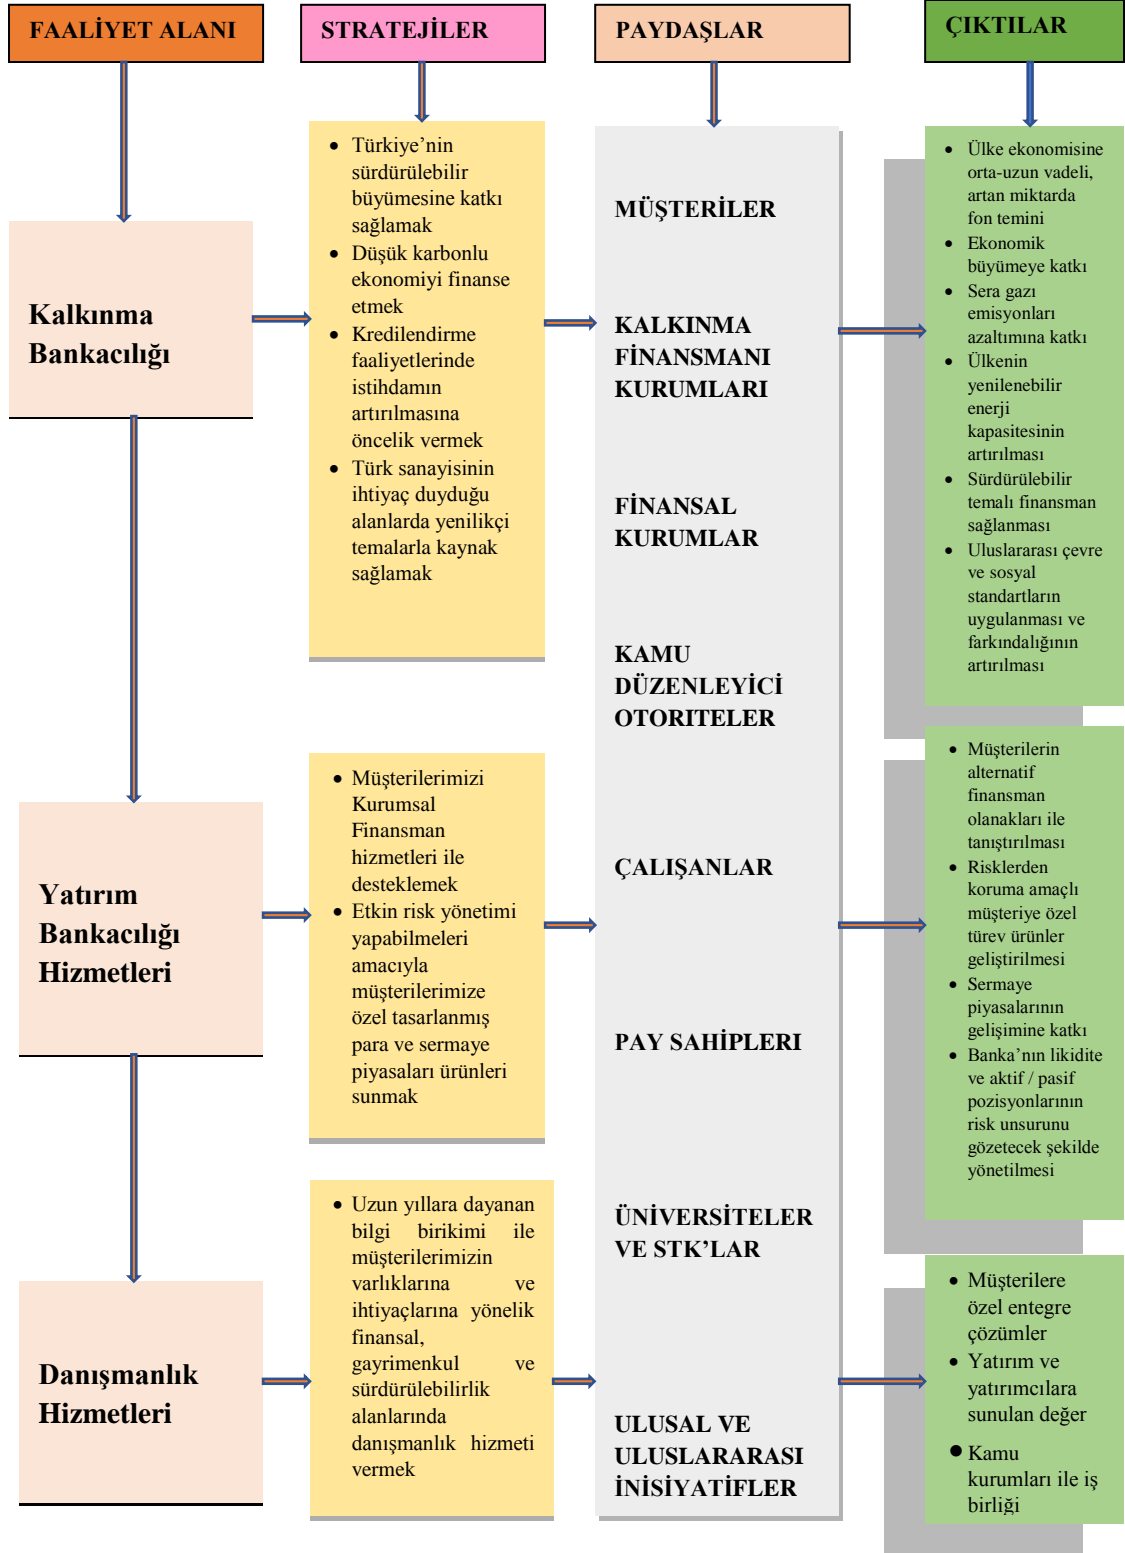 FAALİYET ALANI
STRATEJİLER
PAYDAŞLAR
ÇIKTILAR
Kalkınma
Bankacılığı
• Türkiye’nin
sürdürülebilir
büyümesine katkı
sağlamak
• Düşük karbonlu
ekonomiyi finanse
etmek
• Kredilendirme
faaliyetlerinde
istihdamın
artırılmasına
öncelik vermek
• Türk sanayisinin
ihtiyaç duyduğu
alanlarda yenilikçi
temalarla kaynak
sağlamak
MÜŞTERİLER
KALKINMA
FİNANSMANI
KURUMLARI
FİNANSAL
KURUMLAR
KAMU
DÜZENLEYİCİ
OTORITELER
ÇALIŞANLAR
PAY SAHİPLERI
ÜNİVERSİTELER
VE STK’LAR
ULUSAL VE
ULUSLARARASI
İNİSİYATİFLER
• Ülke ekonomisine
orta-uzun vadeli,
artan miktarda
fon temini
• Ekonomik
büyümeye katkı
• Sera gazı
emisyonları
azaltımına katkı
• Ülkenin
yenilenebilir
enerji
kapasitesinin
artırılması
• Sürdürülebilir
temalı finansman
sağlanması
• Uluslararası çevre
ve sosyal
standartların
uygulanması ve
farkındalığının
artırılması
Yatırım
Bankacılığı
Hizmetleri
• Müşterilerimizi
Kurumsal
Finansman
hizmetleri ile
desteklemek
• Etkin risk yönetimi
yapabilmeleri
amacıyla
müşterilerimize
özel tasarlanmış
para ve sermaye
piyasaları ürünleri
sunmak
• Müşterilerin
alternatif
finansman
olanakları ile
tanıştırılması
• Risklerden
koruma amaçlı
müşteriye özel
türev ürünler
geliştirilmesi
• Sermaye
piyasalarının
gelişimine katkı
• Banka’nın likidite
ve aktif / pasif
pozisyonlarının
risk unsurunu
gözetecek şekilde
yönetilmesi
Danışmanlık
Hizmetleri
• Uzun yıllara dayanan
bilgi birikimi ile
müşterilerimizin
varlıklarına ve
ihtiyaçlarına yönelik
finansal,
gayrimenkul ve
sürdürülebilirlik
alanlarında
danışmanlık hizmeti
vermek
• Müşterilere
özel entegre
çözümler
• Yatırım ve
yatırımcılara
sunulan değer
• Kamu
kurumları ile iş
birliği